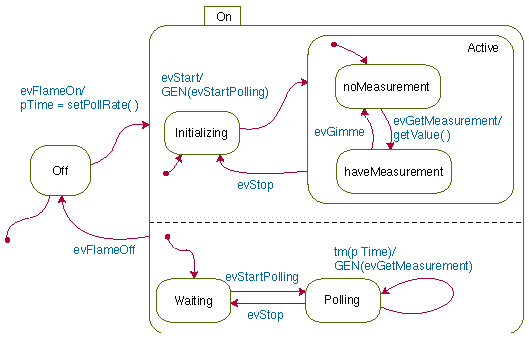 On
Active
evFlameOn/
pTime = setPollRate( )
evStart/
GEN(evStartPolling)
noMeasurement
Initializing
evGimme
evGetMeasurement/
getValue( )
Off
haveMeasurement
evStop
evFlameOff
tm(p Time)/
GEN(evGetMeasurement)
evStartPolling
Waiting
Polling
evStop